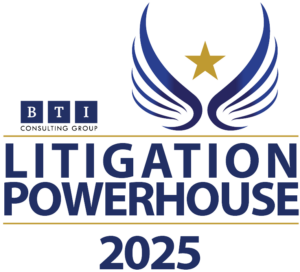 BTI
CONSULTING GROUP
LITIGATION
POWERHOUSE
2025